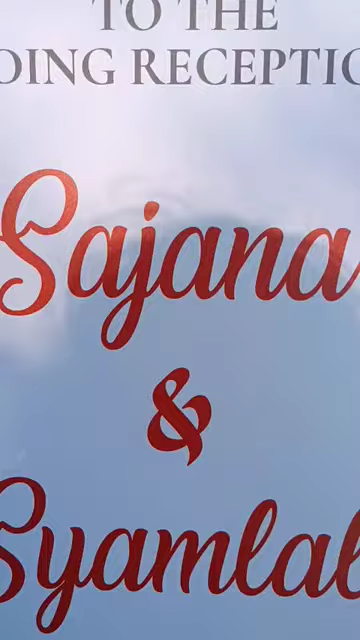 TO THE
DING RECEPTIO
Sajana
&
Syamlal